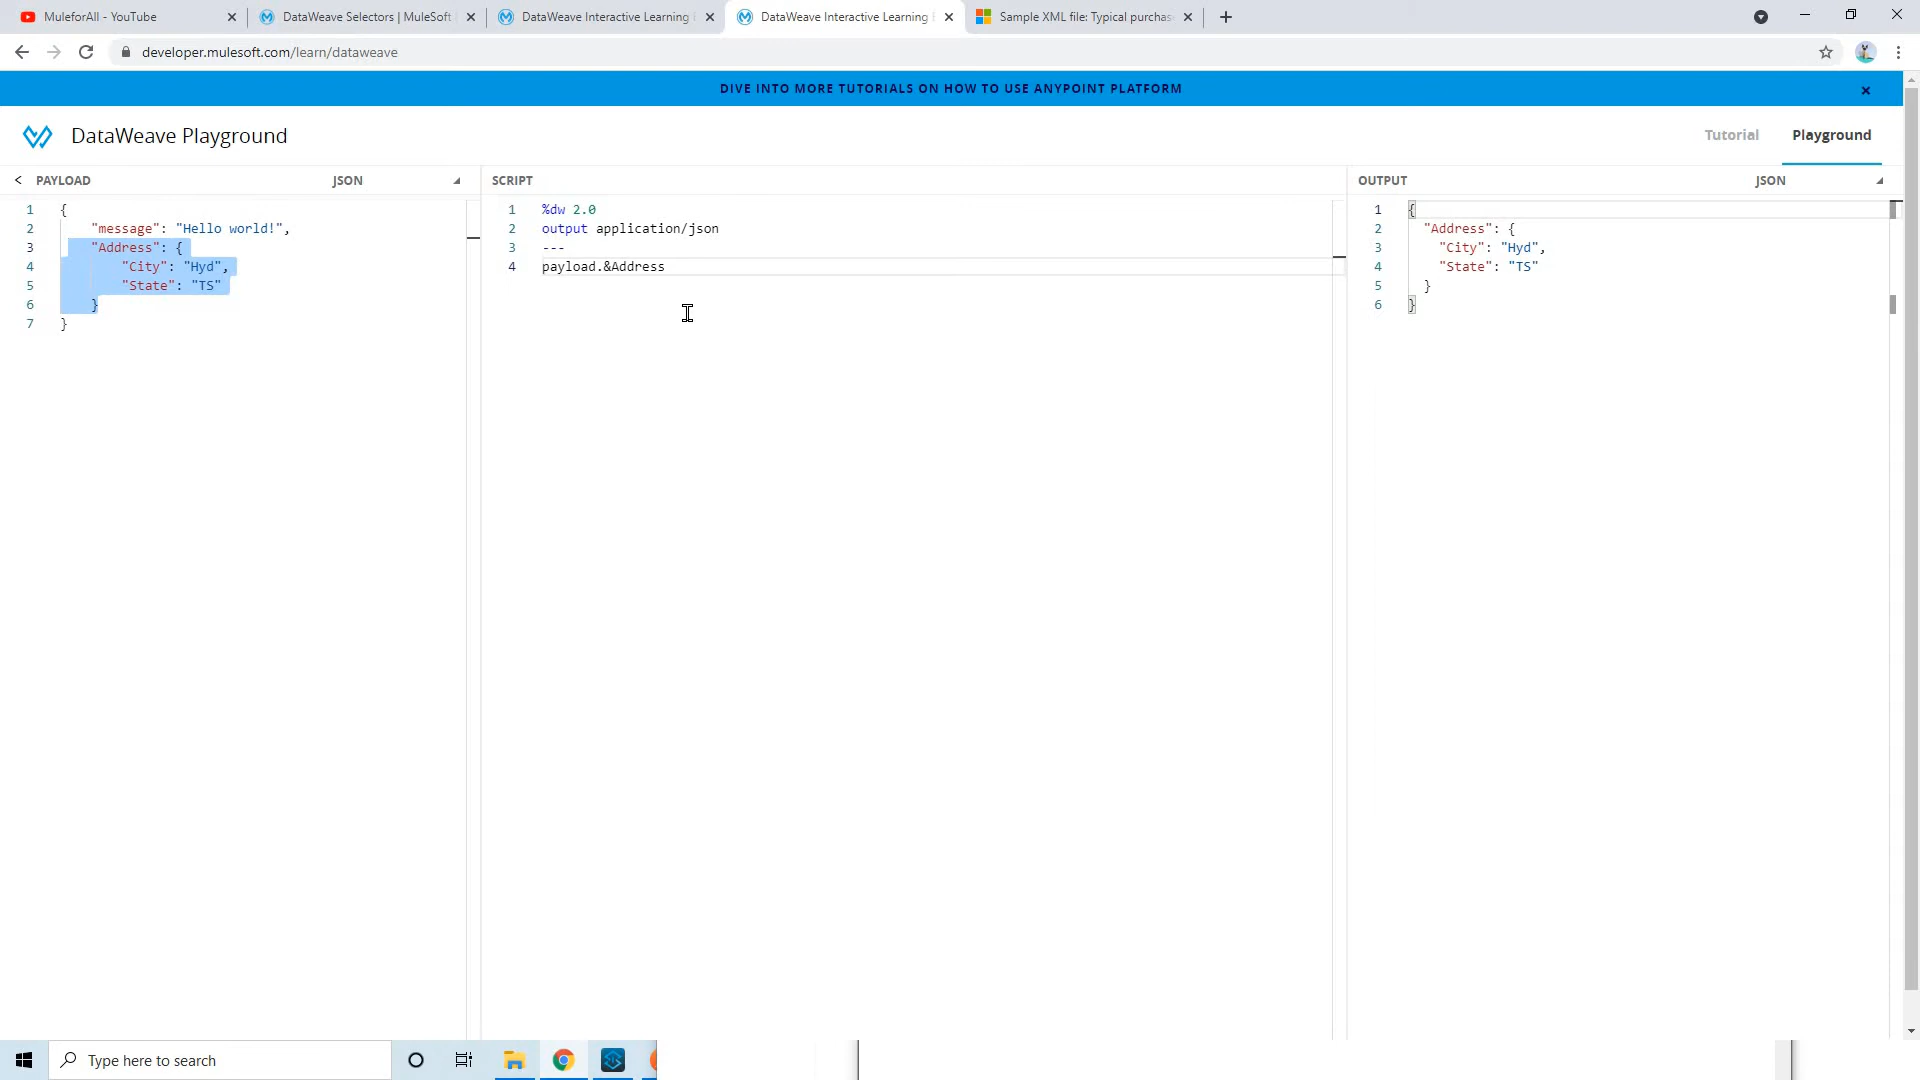 MuleforAll - YouTube
DataWeave Selectors | MuleSoft
DataWeave Interactive Learning
DataWeave Interactive Learning
Sample XML file: Typical purchas
developer.mulesoft.com/learn/dataweave
DIVE INTO MORE TUTORIALS ON HOW TO USE ANYPOINT PLATFORM
DataWeave Playground
Tutorial
Playground
PAYLOAD
JSON
1 {
2 "message": "Hello world!",
3 "Address": {
4 "City": "Hyd",
5 "State": "TS"
6 }
7 }
SCRIPT
1 %dw 2.0
2 output application/json
3 ---
4 payload.&Address
OUTPUT
JSON
1 {
2 "Address": {
3 "City": "Hyd",
4 "State": "TS"
5 }
6 }
Type here to search